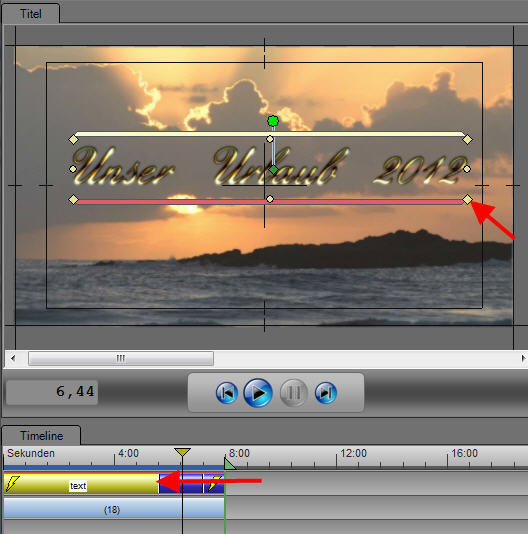 Titel
Unser Urlaub 2012
6,44
Timeline
Sekunden 4:00 8:00 12:00 16:00
text
(18)